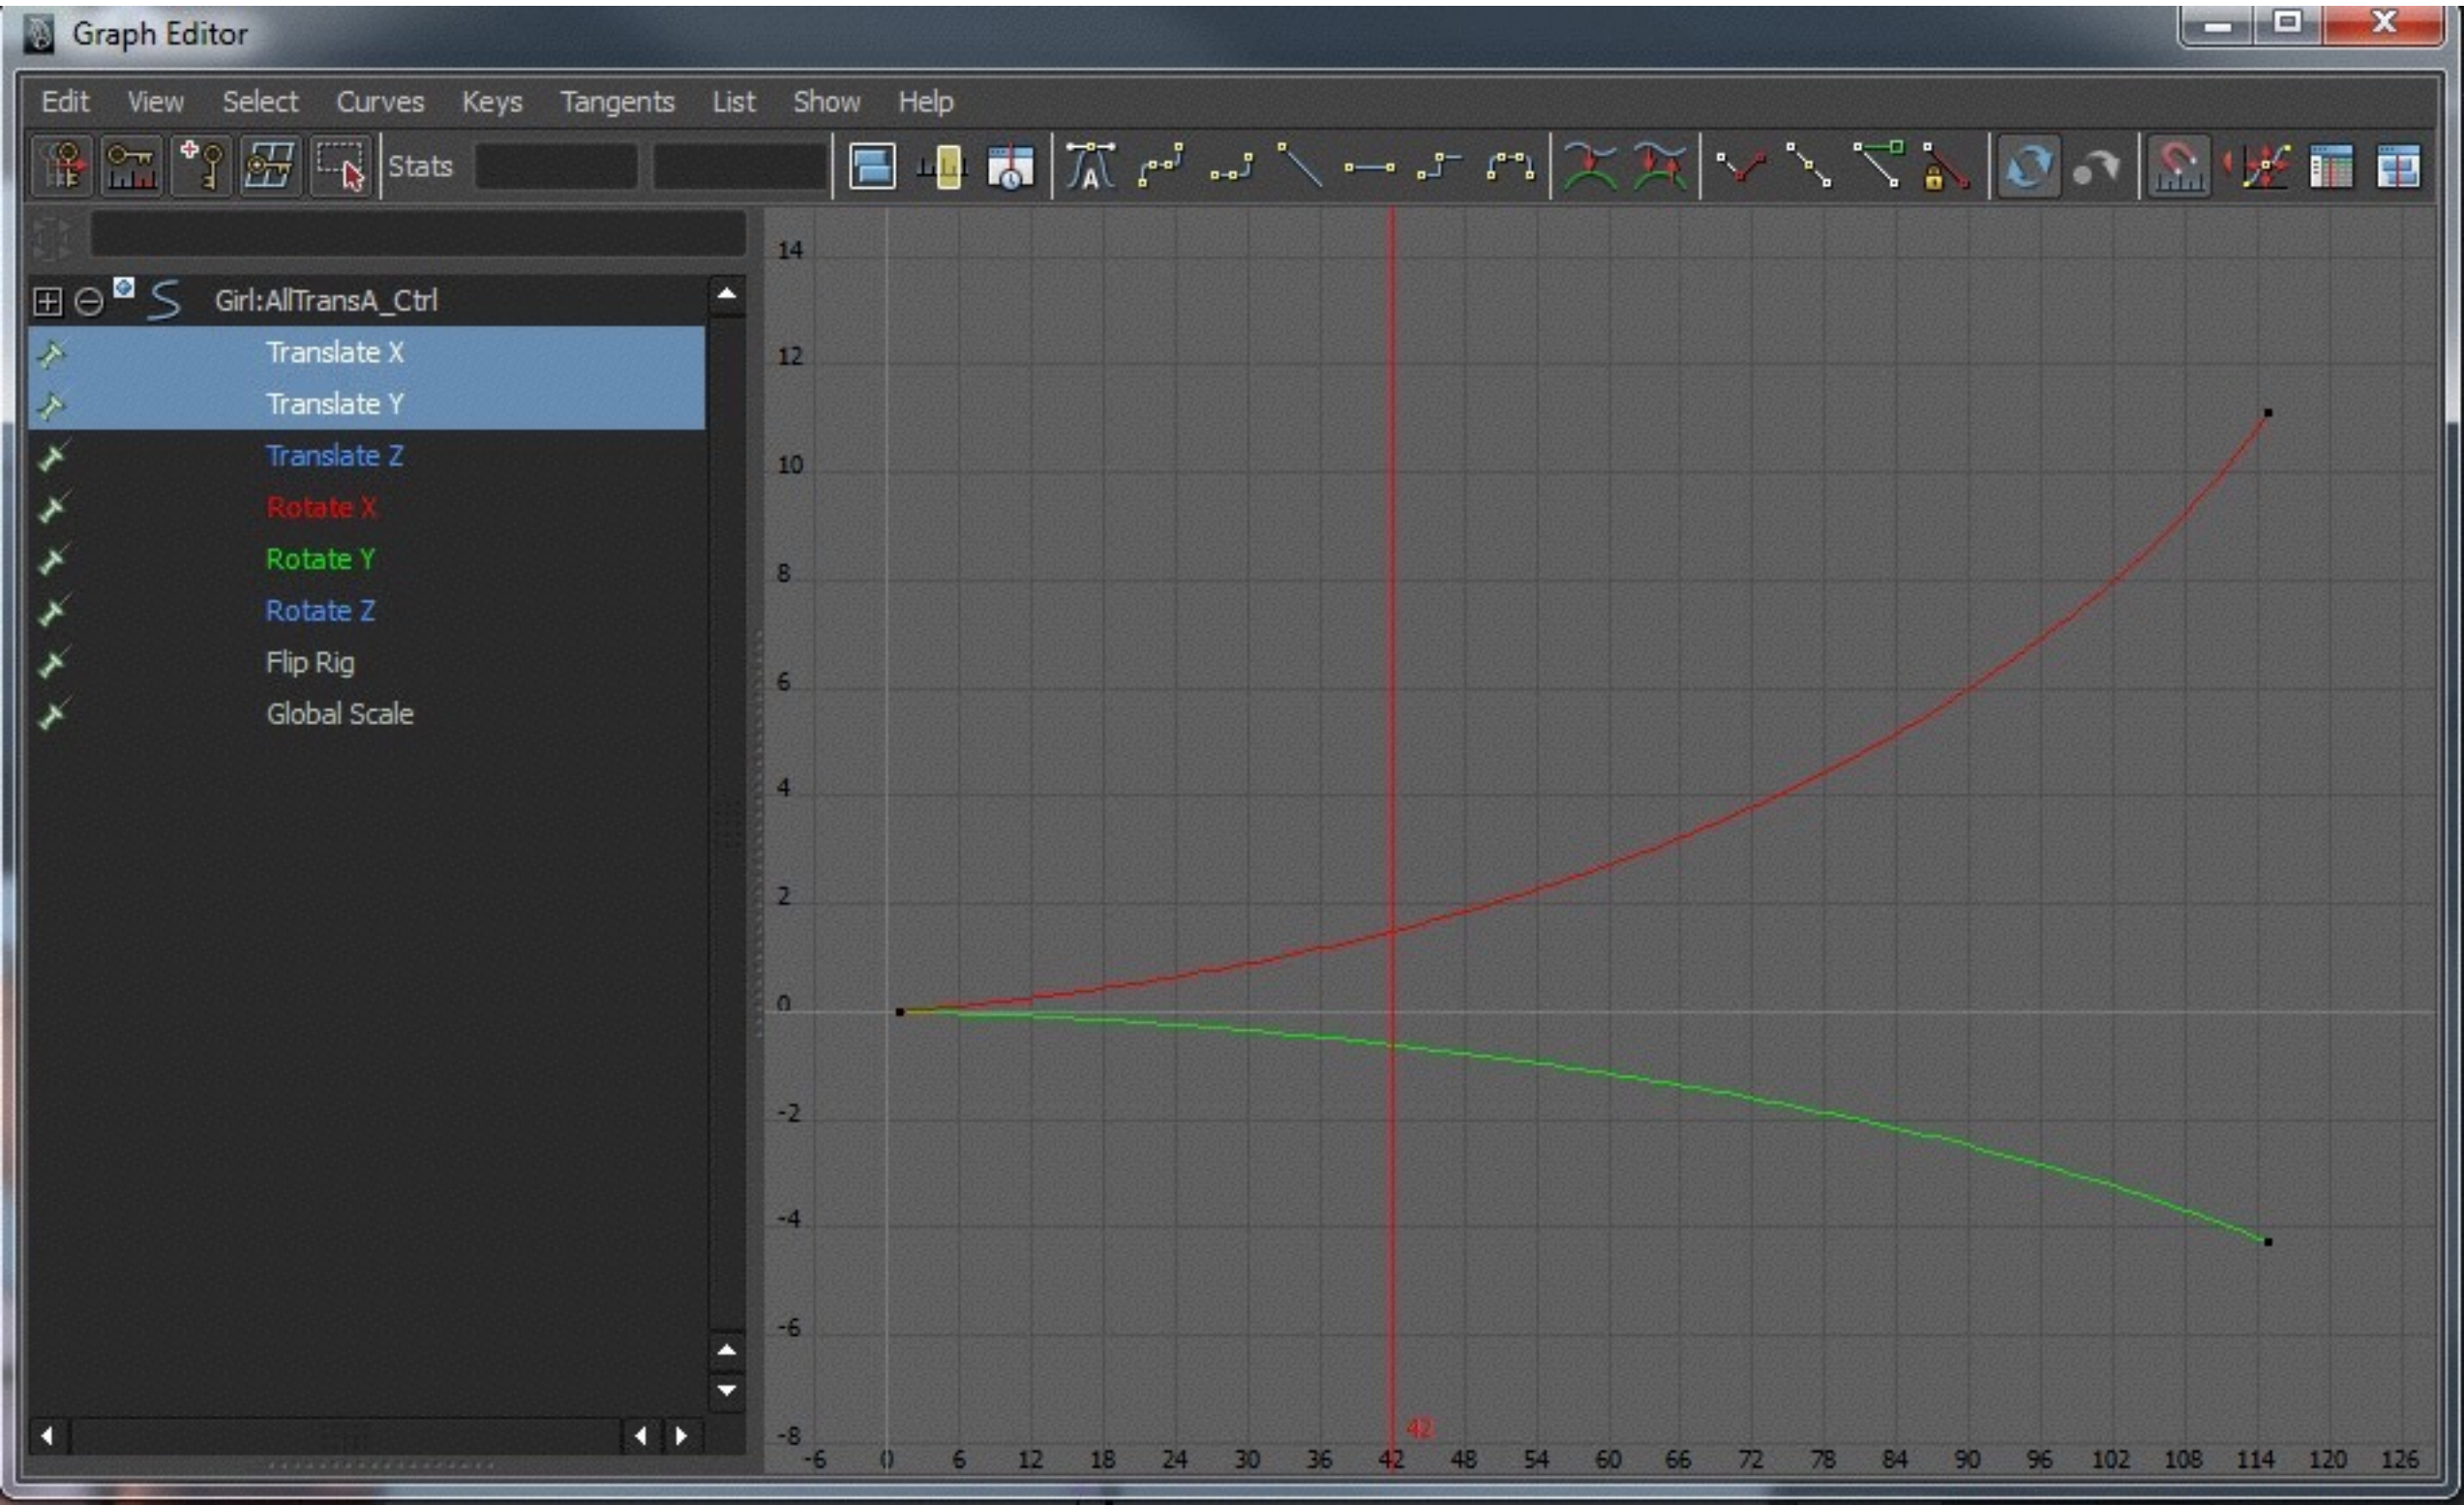 Graph Editor
Edit View Select Curves Keys Tangents List Show Help
Stats
Girl:AllTransA_Ctrl
Translate X
Translate Y
Translate Z
Rotate X
Rotate Y
Rotate Z
Flip Rig
Global Scale
14
12
10
8
6
4
2
0
-2
-4
-6
-8
42
-6 0 6 12 18 24 30 36 42 48 54 60 66 72 78 84 90 96 102 108 114 120 126